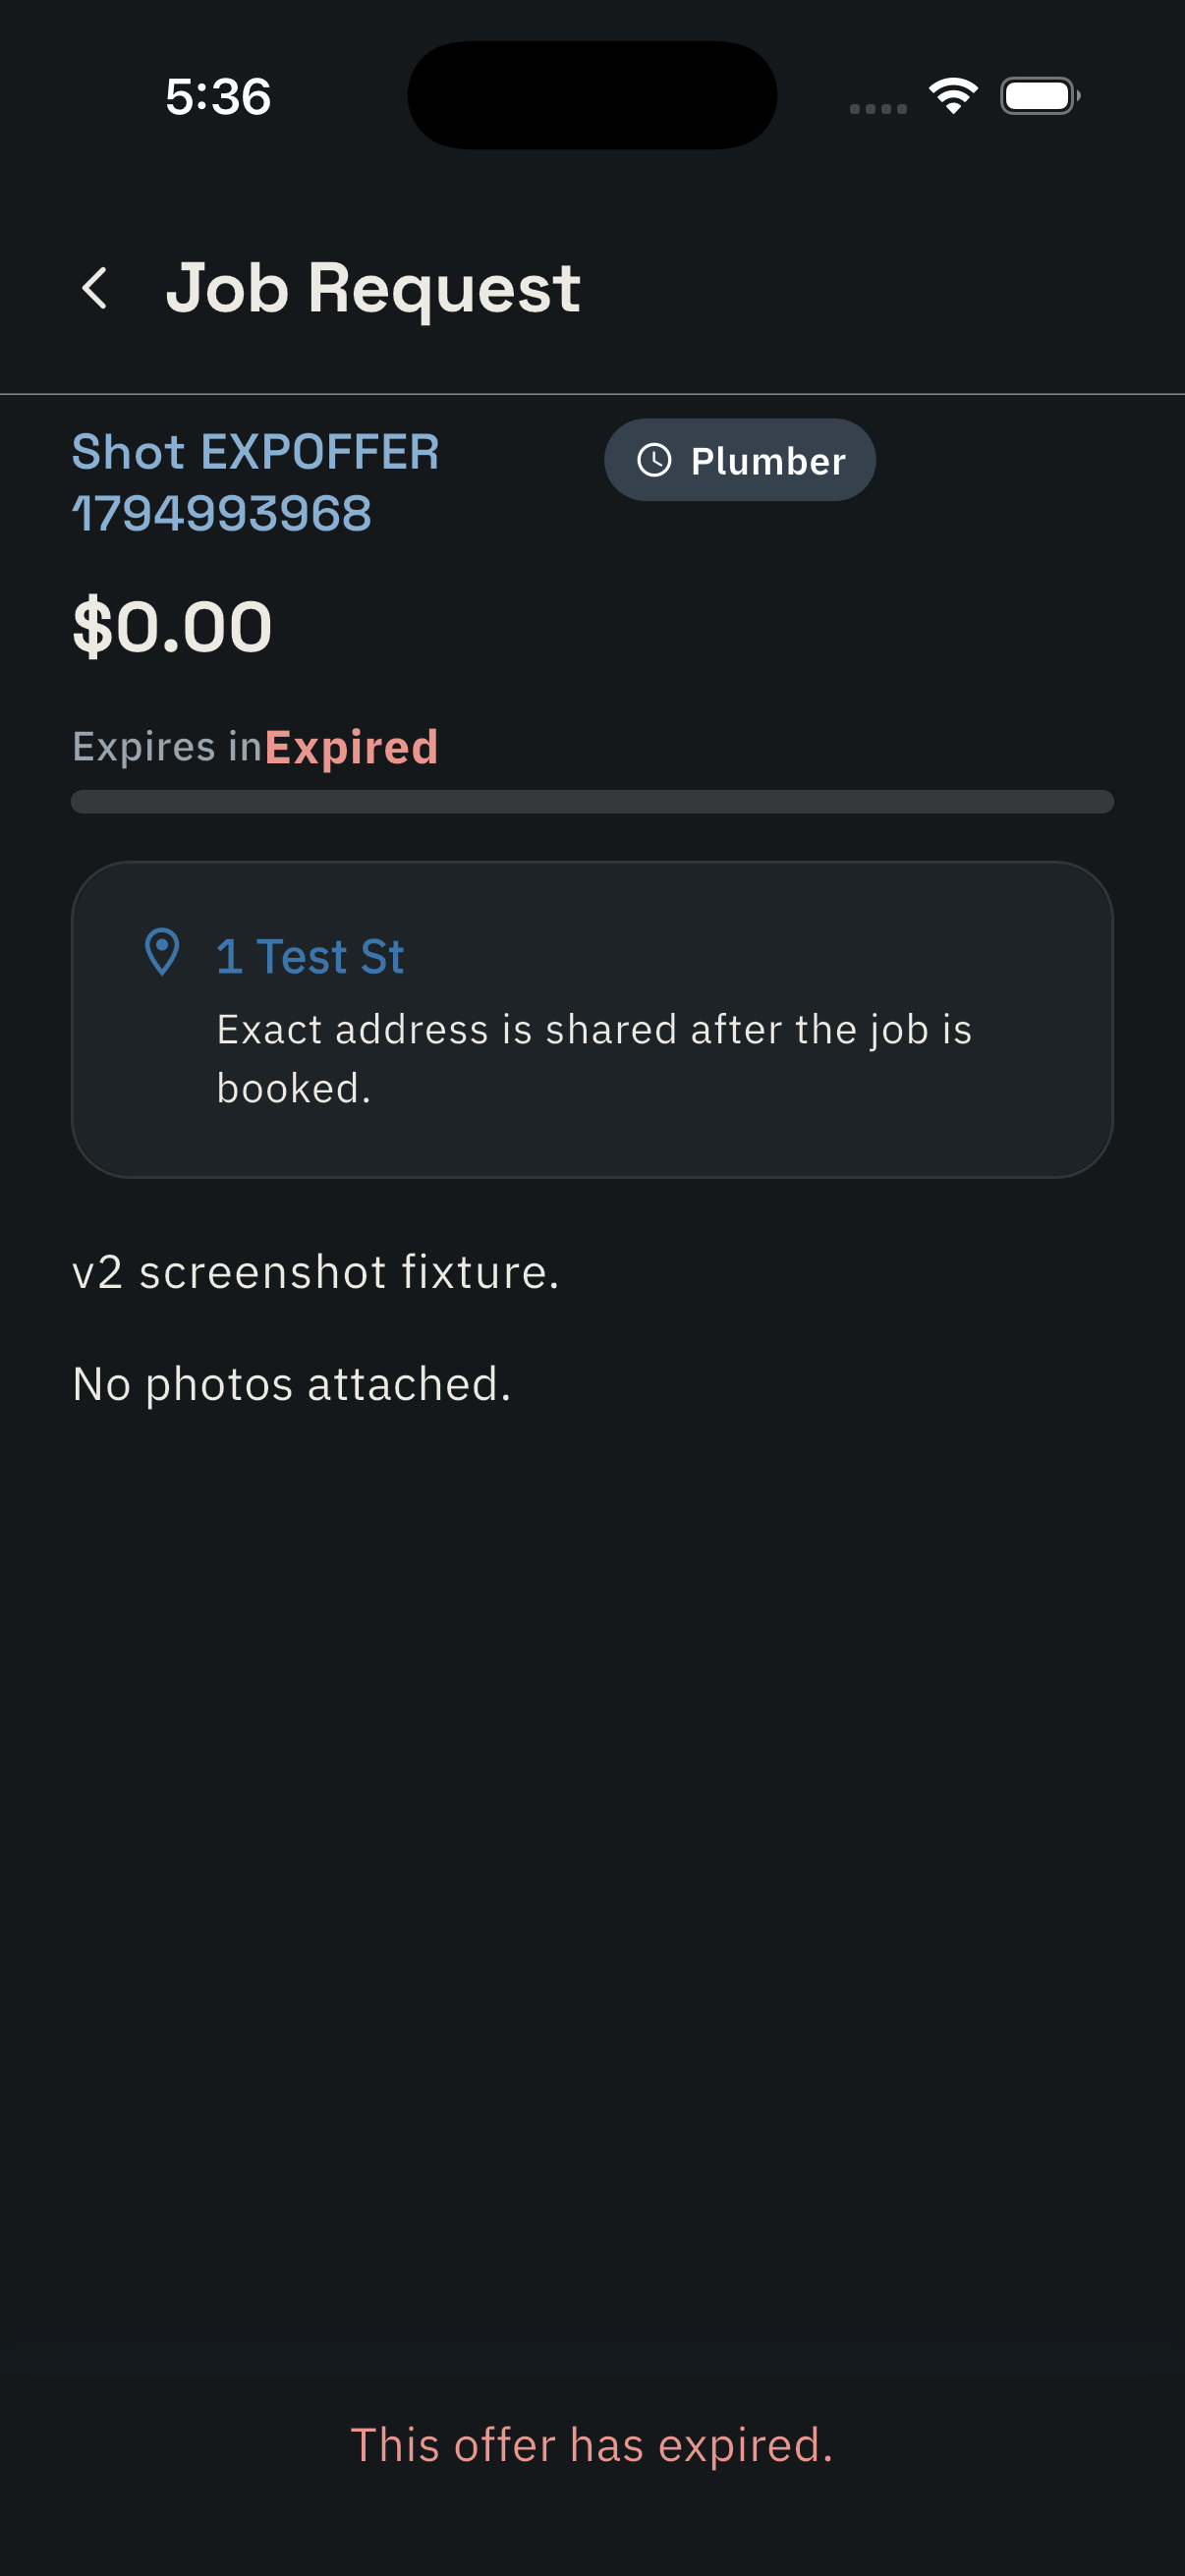 5:36
Job Request
Shot EXPOFFER
1794993968
Plumber
$0.00
Expires inExpired
1 Test St
Exact address is shared after the job is
booked.
v2 screenshot fixture.
No photos attached.
This offer has expired.